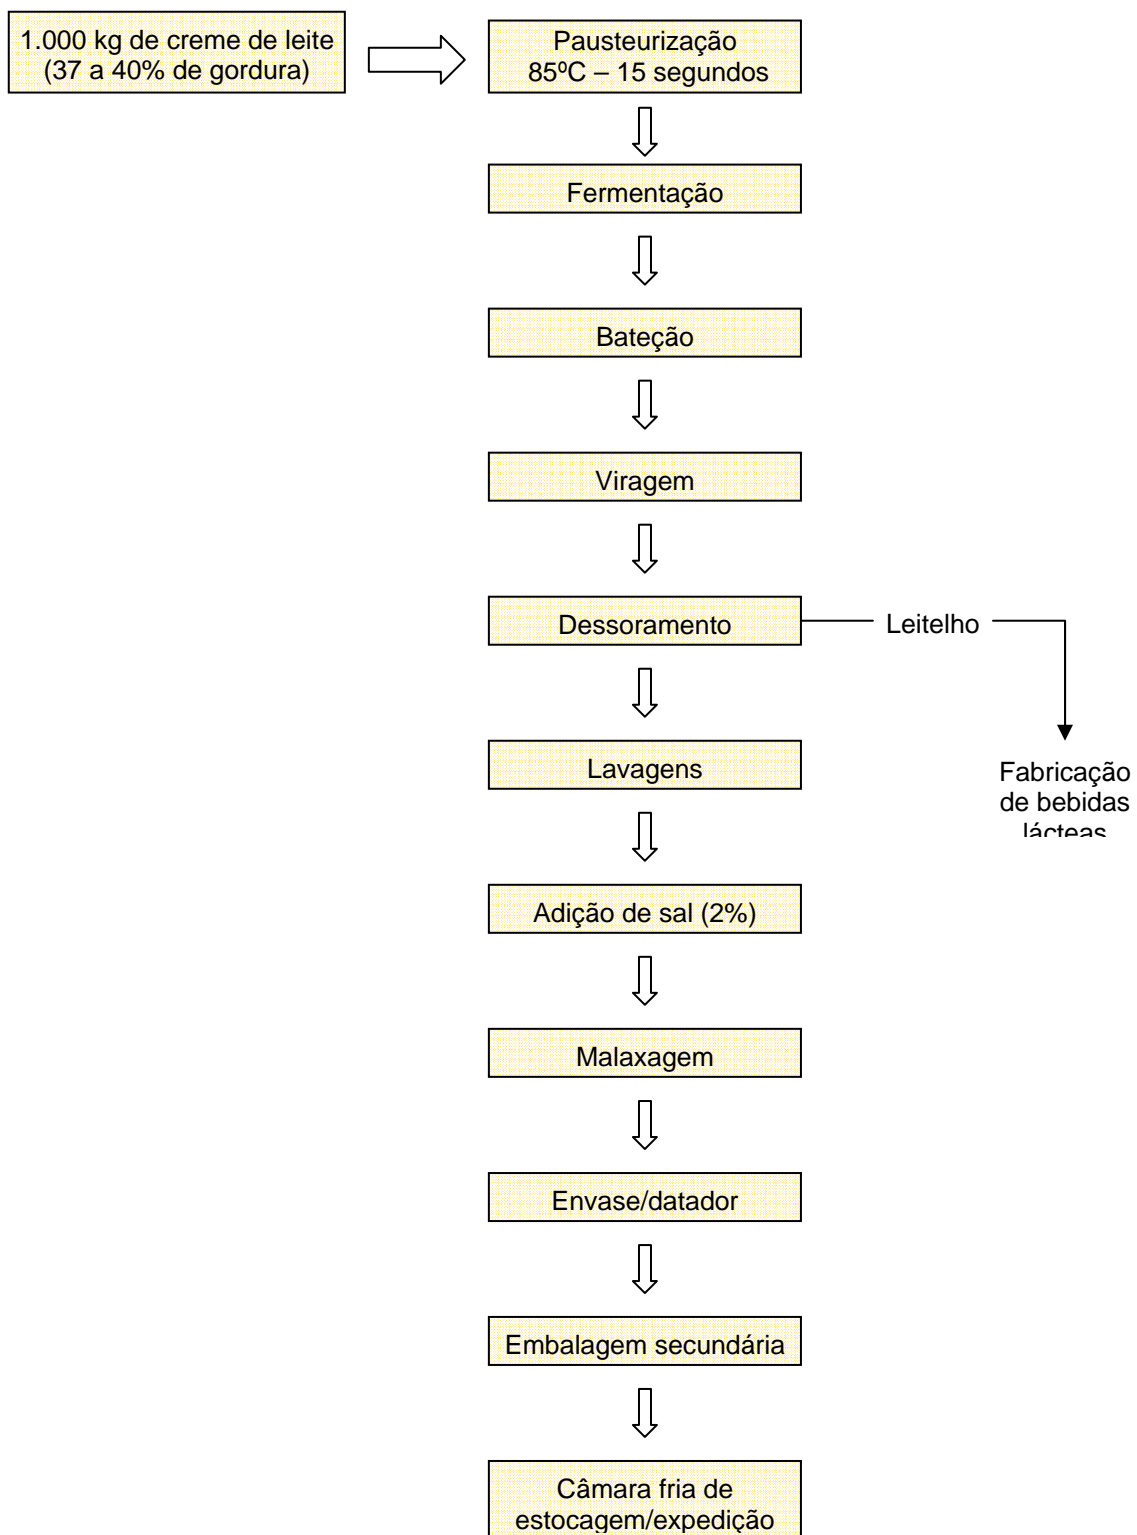 1.000 kg de creme de leite
(37 a 40% de gordura)
Pausteurização
85ºC – 15 segundos
Fermentação
Bateção
Viragem
Dessoramento
Leitelho
Lavagens
Fabricação
de bebidas
lácteas
Adição de sal (2%)
Malaxagem
Envase/datador
Embalagem secundária
Câmara fria de
estocagem/expedição